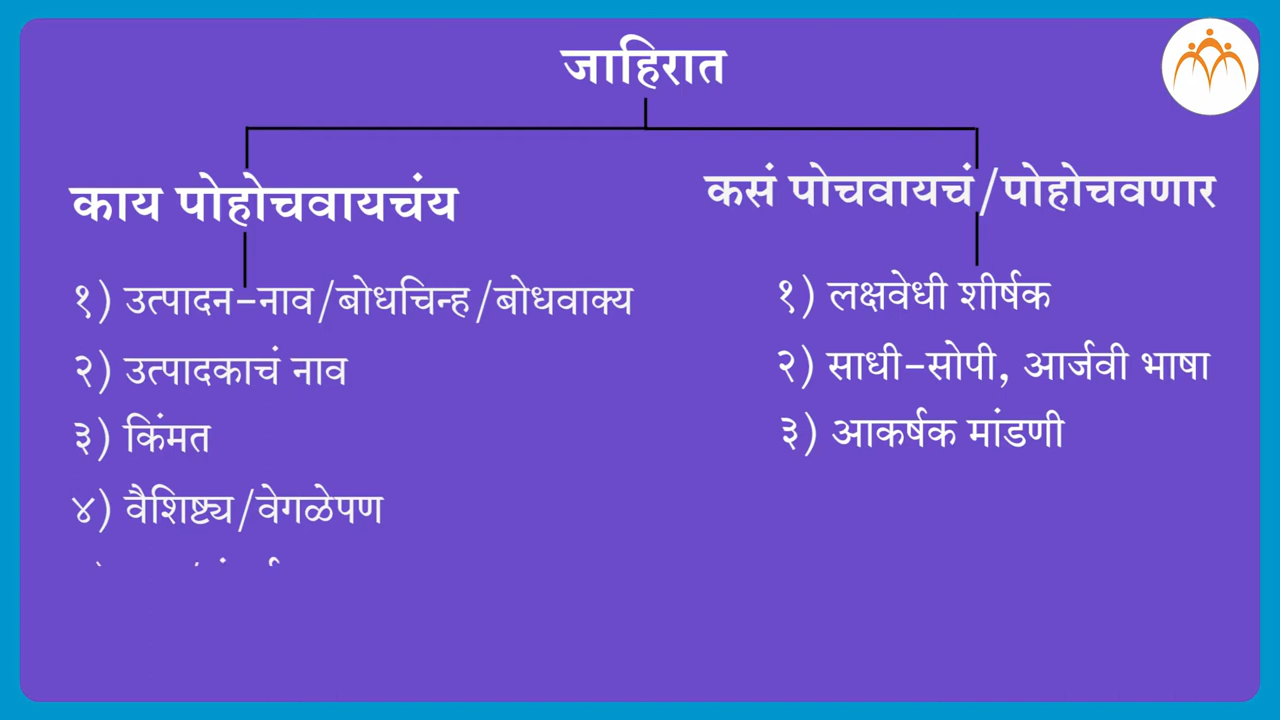 जाहिरात
काय पोहोचवायचंय
१) उत्पादन-नाव/बोधचिन्ह/बोधवाक्य
२) उत्पादकाचं नाव
३) किंमत
४) वैशिष्ट्य/वेगळेपण
कसं पोचवायचं/पोहोचवणार
१) लक्षवेधी शीर्षक
२) साधी-सोपी, आर्जवी भाषा
३) आकर्षक मांडणी